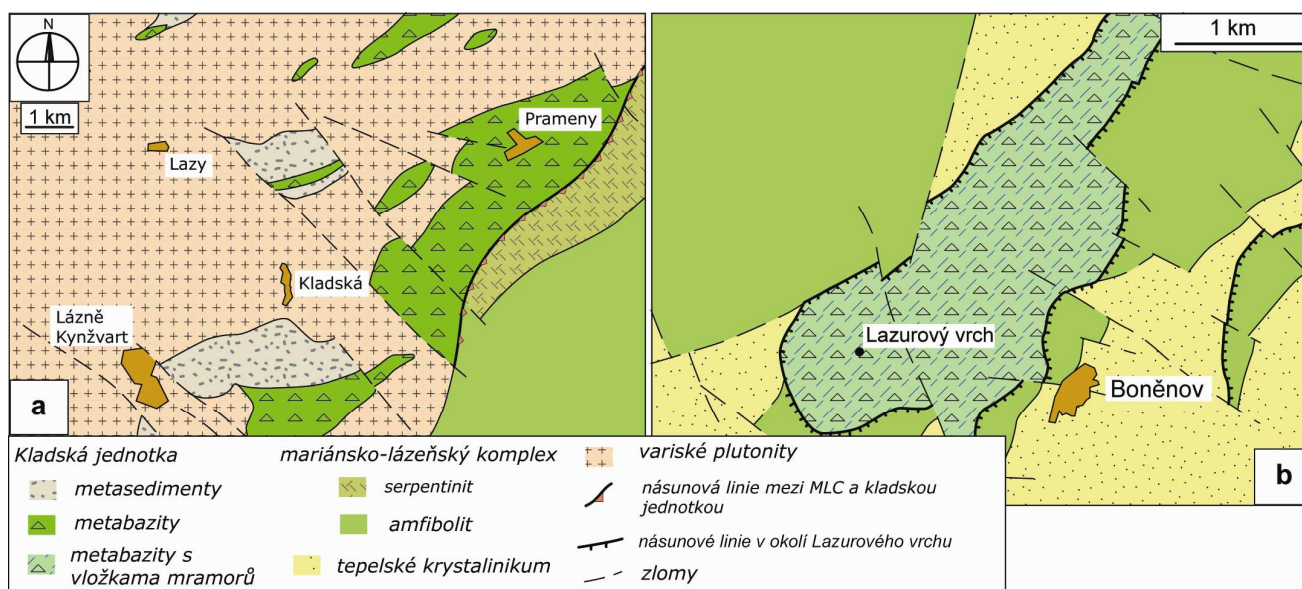 N
1 km
Lazy
Prameny
Kladská
Lázně
Kynžvart
a
1 km
Lazurový vrch
Boněnov
b
Kladská jednotka
metasedimenty
metabazity
metabazity s
vložkama mramorů
mariánsko-lázeňský komplex
serpentinit
amfibolit
tepelské krystalinikum
variské plutonity
násunová linie mezi MLC a kladskou
jednotkou
násunové linie v okolí Lazurového vrchu
zlomy